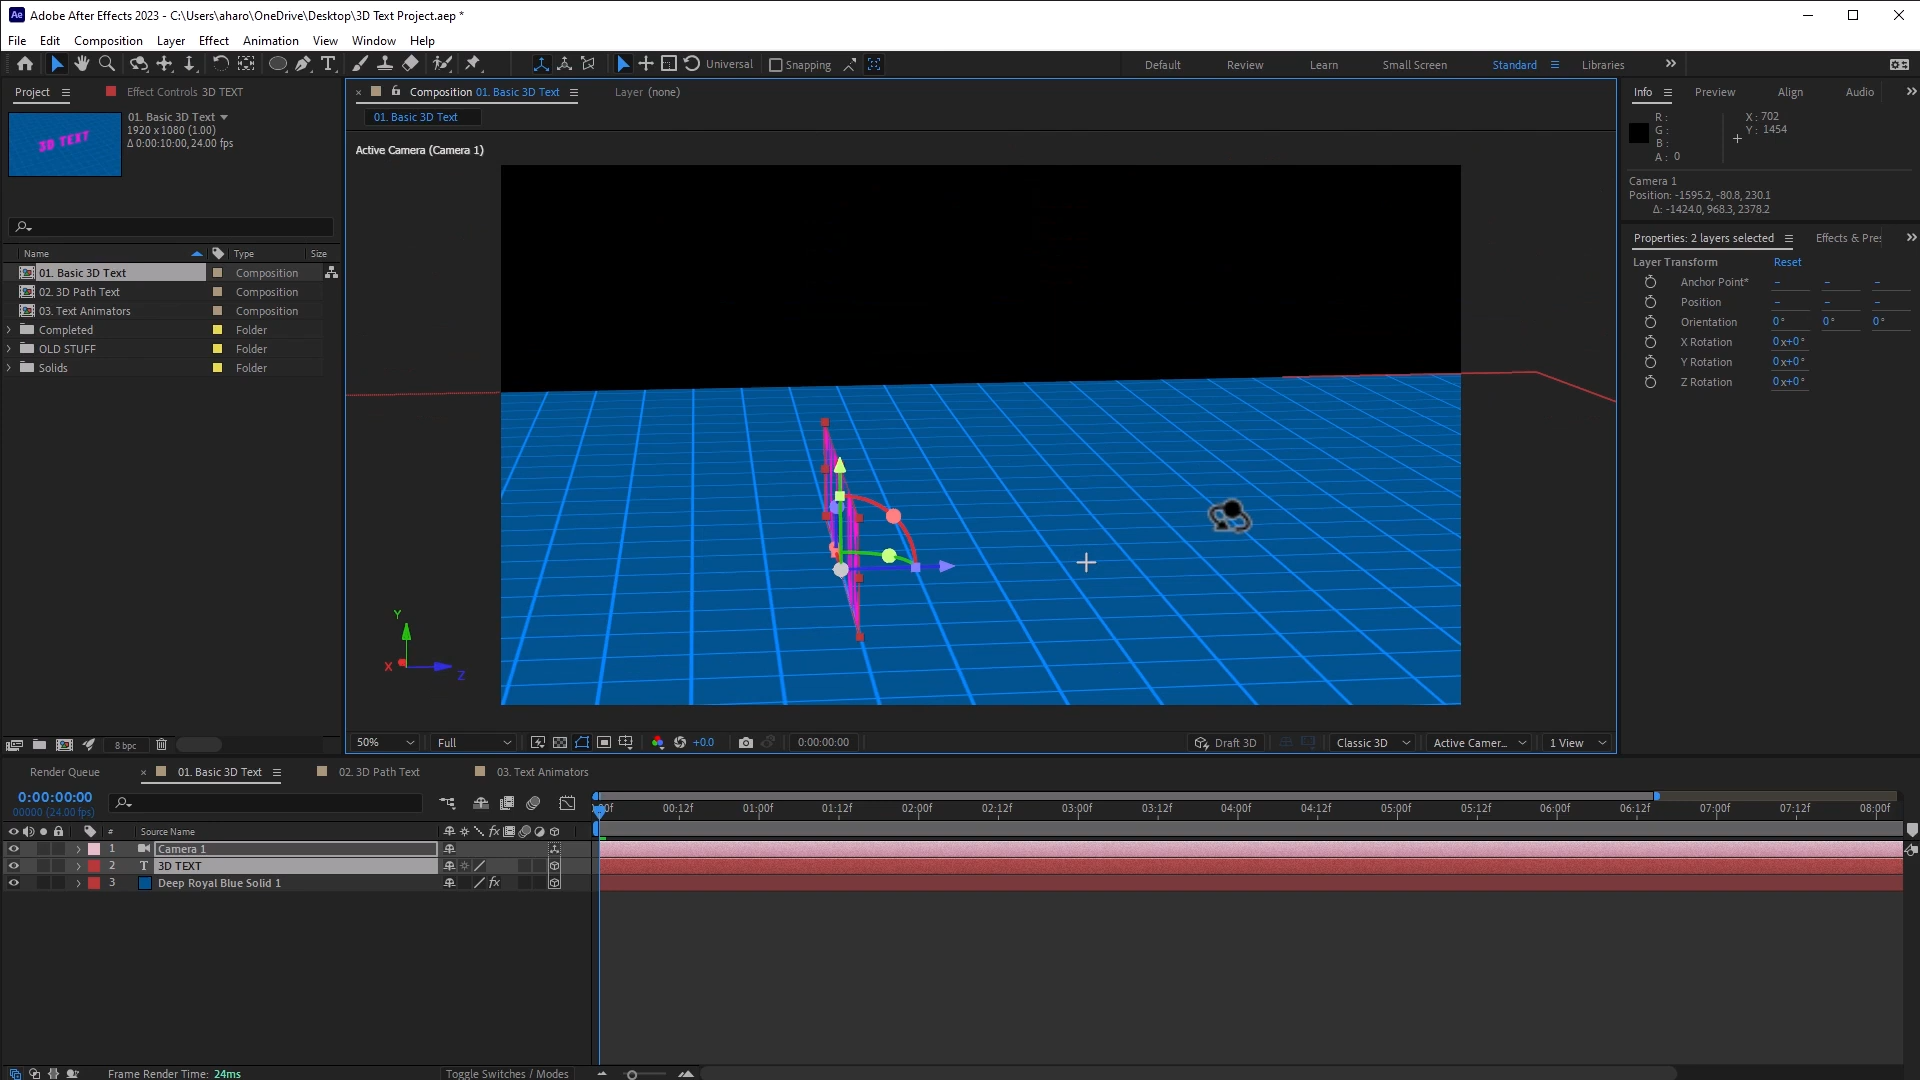 Ae Adobe After Effects 2023 - C:\Users\aharo\OneDrive\Desktop\3D Text Project.aep *
File Edit Composition Layer Effect Animation View Window Help
Universal Snapping Default Review Learn Small Screen Standard Libraries
Project Effect Controls 3D TEXT
Composition 01. Basic 3D Text Layer (none)
Info Preview Align Audio
3D TEXT
01. Basic 3D Text
1920 x 1080 (1.00)
Δ 0:00:10:00, 24.00 fps
01. Basic 3D Text
Active Camera (Camera 1)
R :
G :
B :
A : 0
X : 702
Y : 1454
Camera 1
Position: -1595.2, -80.8, 230.1
Δ: -1424.0, 968.3, 2378.2
Properties: 2 layers selected Effects & Pre
Layer Transform Reset
Anchor Point* - - -
Position - - -
Orientation 0° 0° 0°
X Rotation 0x+0°
Y Rotation 0x+0°
Z Rotation 0x+0°
Name Type Size
01. Basic 3D Text Composition
02. 3D Path Text Composition
03. Text Animators Composition
Completed Folder
OLD STUFF Folder
Solids Folder
Y
X
Z
8 bpc
50% Full +0.0 0:00:00:00 Draft 3D Classic 3D Active Camer... 1 View
Render Queue 01. Basic 3D Text 02. 3D Path Text 03. Text Animators
0:00:00:00
00000 (24.00 fps)
00f 00:12f 01:00f 01:12f 02:00f 02:12f 03:00f 03:12f 04:00f 04:12f 05:00f 05:12f 06:00f 06:12f 07:00f 07:12f 08:00f
# Source Name fx
1 Camera 1
2 T 3D TEXT
3 Deep Royal Blue Solid 1 fx
Frame Render Time: 24ms Toggle Switches / Modes